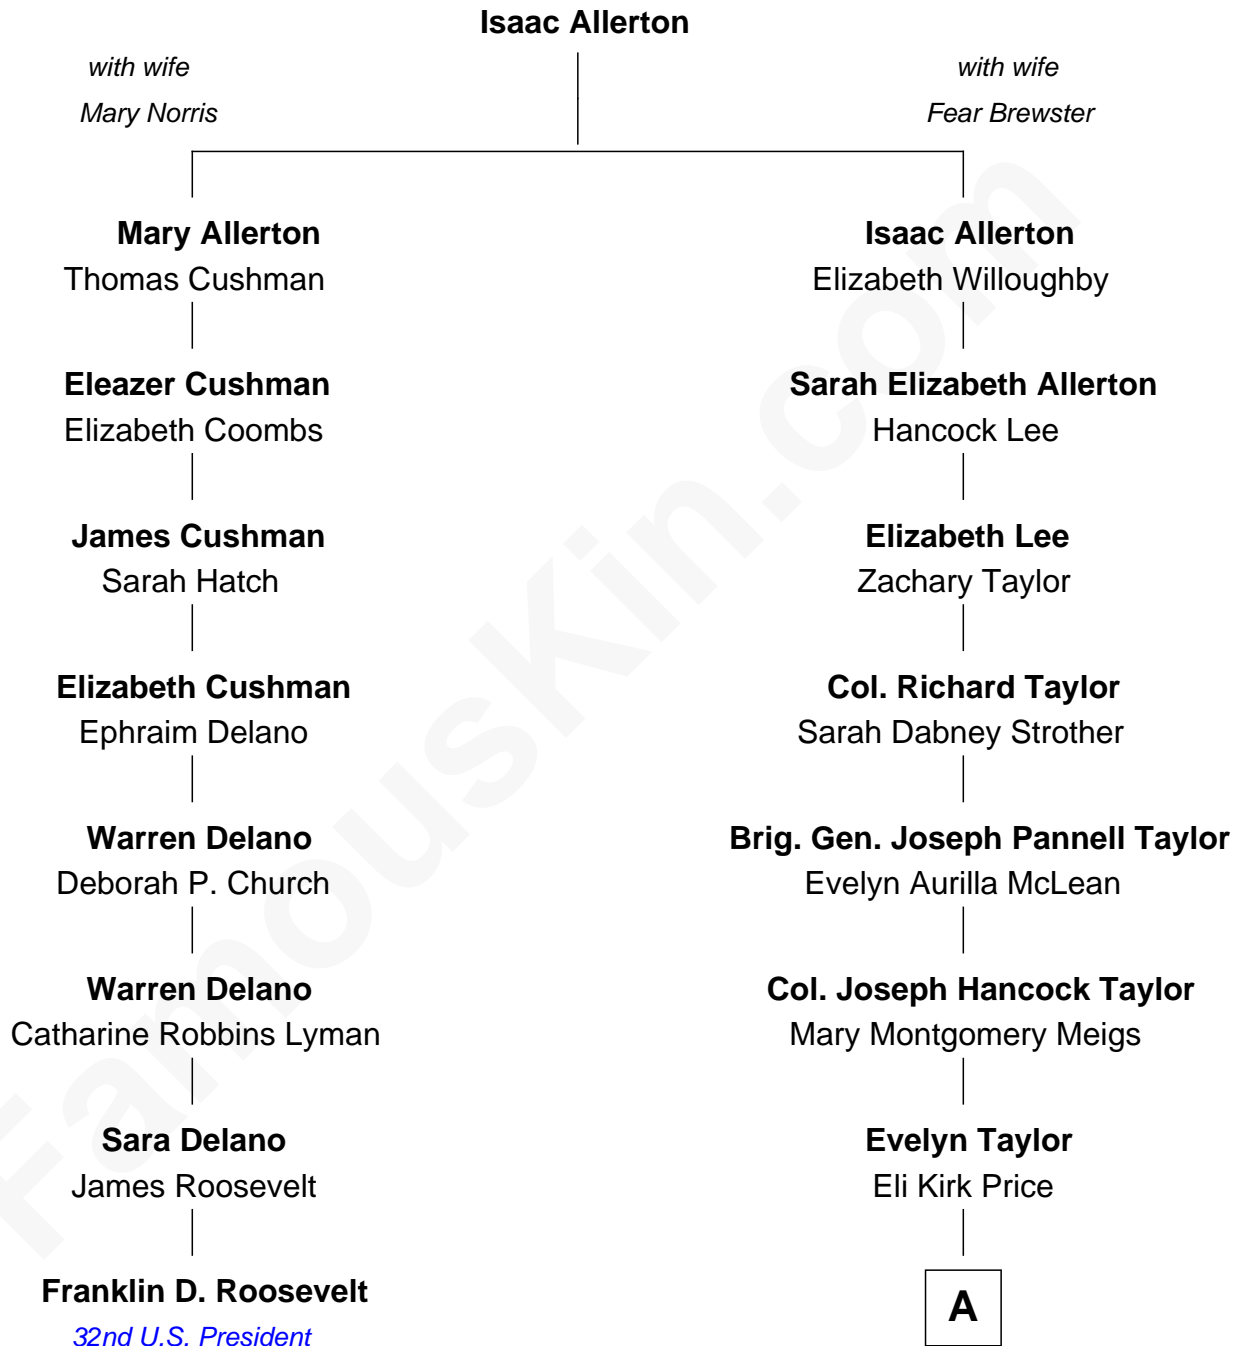 Isaac Allerton
with wife
Mary Norris
with wife
Fear Brewster
Mary Allerton
Thomas Cushman
Isaac Allerton
Elizabeth Willoughby
Eleazer Cushman
Elizabeth Coombs
Sarah Elizabeth Allerton
Hancock Lee
James Cushman
Sarah Hatch
Elizabeth Lee
Zachary Taylor
Elizabeth Cushman
Ephraim Delano
Col. Richard Taylor
Sarah Dabney Strother
Warren Delano
Deborah P. Church
Brig. Gen. Joseph Pannell Taylor
Evelyn Aurilla McLean
Warren Delano
Catharine Robbins Lyman
Col. Joseph Hancock Taylor
Mary Montgomery Meigs
Sara Delano
James Roosevelt
Evelyn Taylor
Eli Kirk Price
Franklin D. Roosevelt
32nd U.S. President
A
FamousKin.com